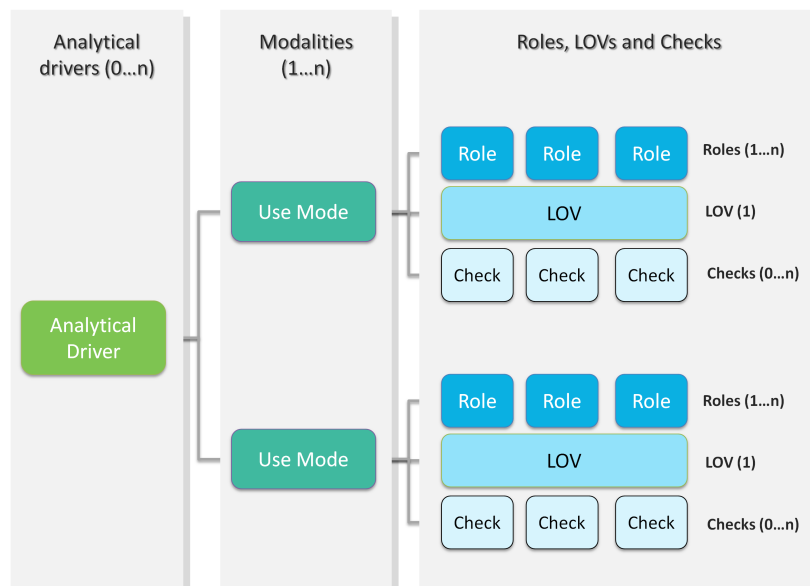 Analytical
drivers (0...n)
Modalities
(1...n)
Roles, LOVs and Checks
Role Role Role Roles (1...n)
Use Mode LOV LOV (1)
Check Check Check Checks (0...n)
Analytical
Driver
Role Role Role Roles (1...n)
Use Mode LOV LOV (1)
Check Check Check Checks (0...n)